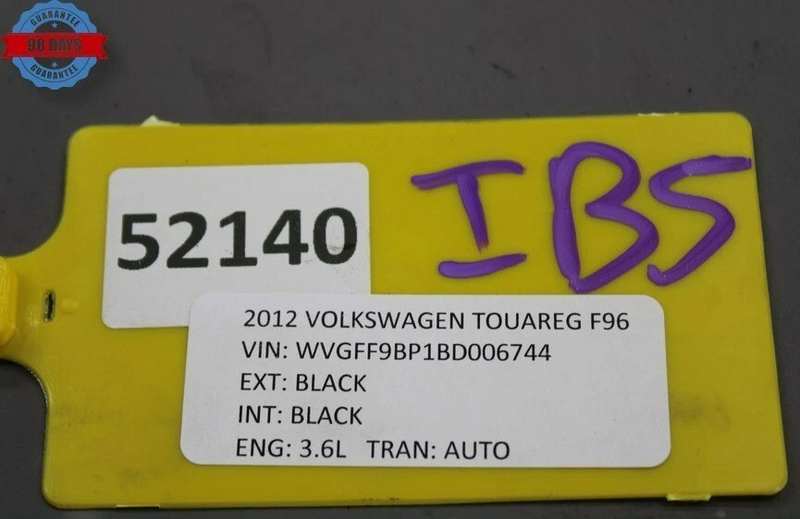 GUARANTEE
90 DAYS
GUARANTEE
52140
IBS
2012 VOLKSWAGEN TOUAREG F96
VIN: WVGFF9BP1BD006744
EXT: BLACK
INT: BLACK
ENG: 3.6L TRAN: AUTO